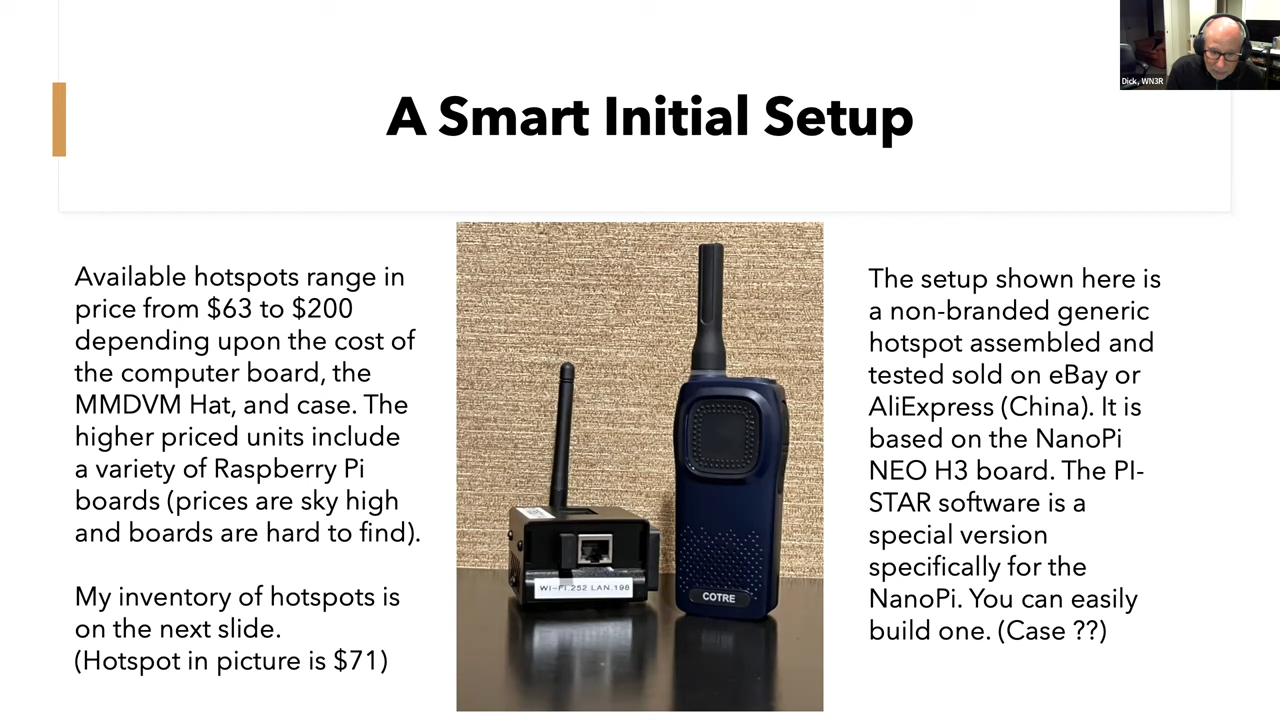 Dick, WN3R
A Smart Initial Setup
Available hotspots range in
price from $63 to $200
depending upon the cost of
the computer board, the
MMDVM Hat, and case. The
higher priced units include
a variety of Raspberry Pi
boards (prices are sky high
and boards are hard to find).
My inventory of hotspots is
on the next slide.
(Hotspot in picture is $71)
WI-FI.252 LAN.198
COTRE
The setup shown here is
a non-branded generic
hotspot assembled and
tested sold on eBay or
AliExpress (China). It is
based on the NanoPi
NEO H3 board. The PI-
STAR software is a
special version
specifically for the
NanoPi. You can easily
build one. (Case ??)